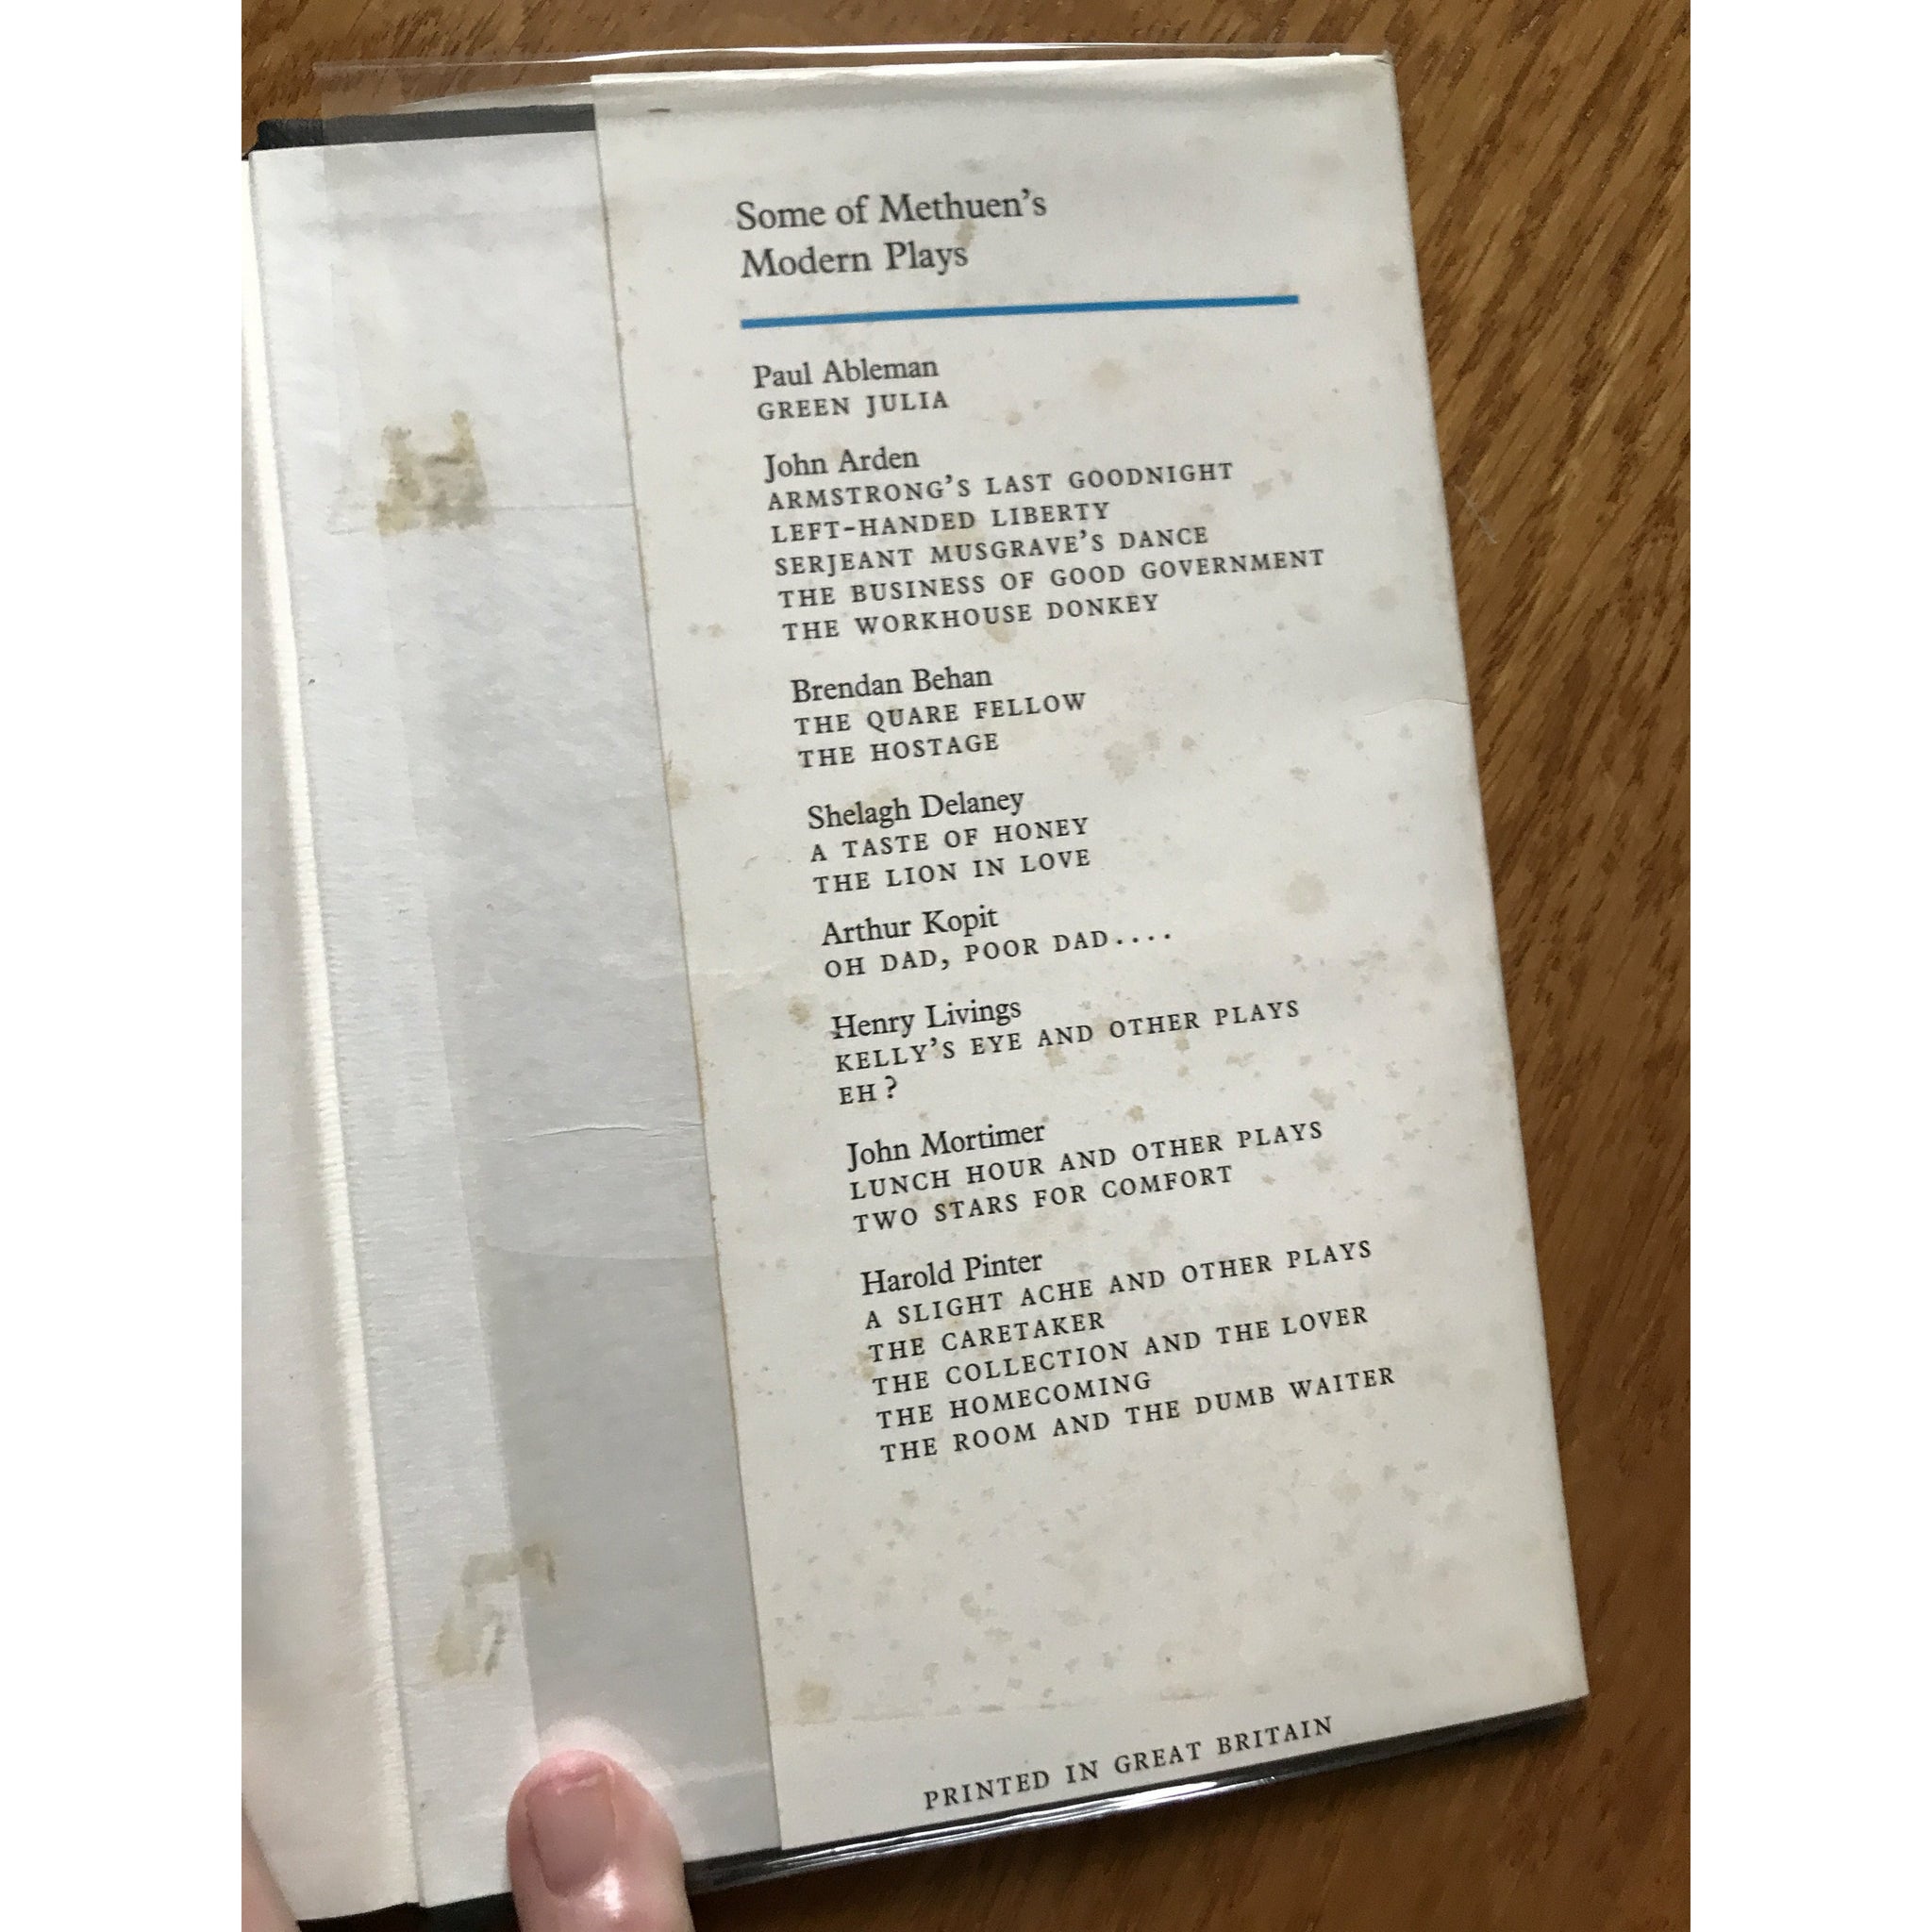 Some of Methuen's
Modern Plays
Paul Ableman
GREEN JULIA
John Arden
ARMSTRONG'S LAST GOODNIGHT
LEFT-HANDED LIBERTY
SERJEANT MUSGRAVE'S DANCE
THE BUSINESS OF GOOD GOVERNMENT
THE WORKHOUSE DONKEY
Brendan Behan
THE QUARE FELLOW
THE HOSTAGE
Shelagh Delaney
A TASTE OF HONEY
THE LION IN LOVE
Arthur Kopit
OH DAD, POOR DAD....
Henry Livings
KELLY'S EYE AND OTHER PLAYS
EH?
John Mortimer
LUNCH HOUR AND OTHER PLAYS
TWO STARS FOR COMFORT
Harold Pinter
A SLIGHT ACHE AND OTHER PLAYS
THE CARETAKER
THE COLLECTION AND THE LOVER
THE HOMECOMING
THE ROOM AND THE DUMB WAITER
PRINTED IN GREAT BRITAIN